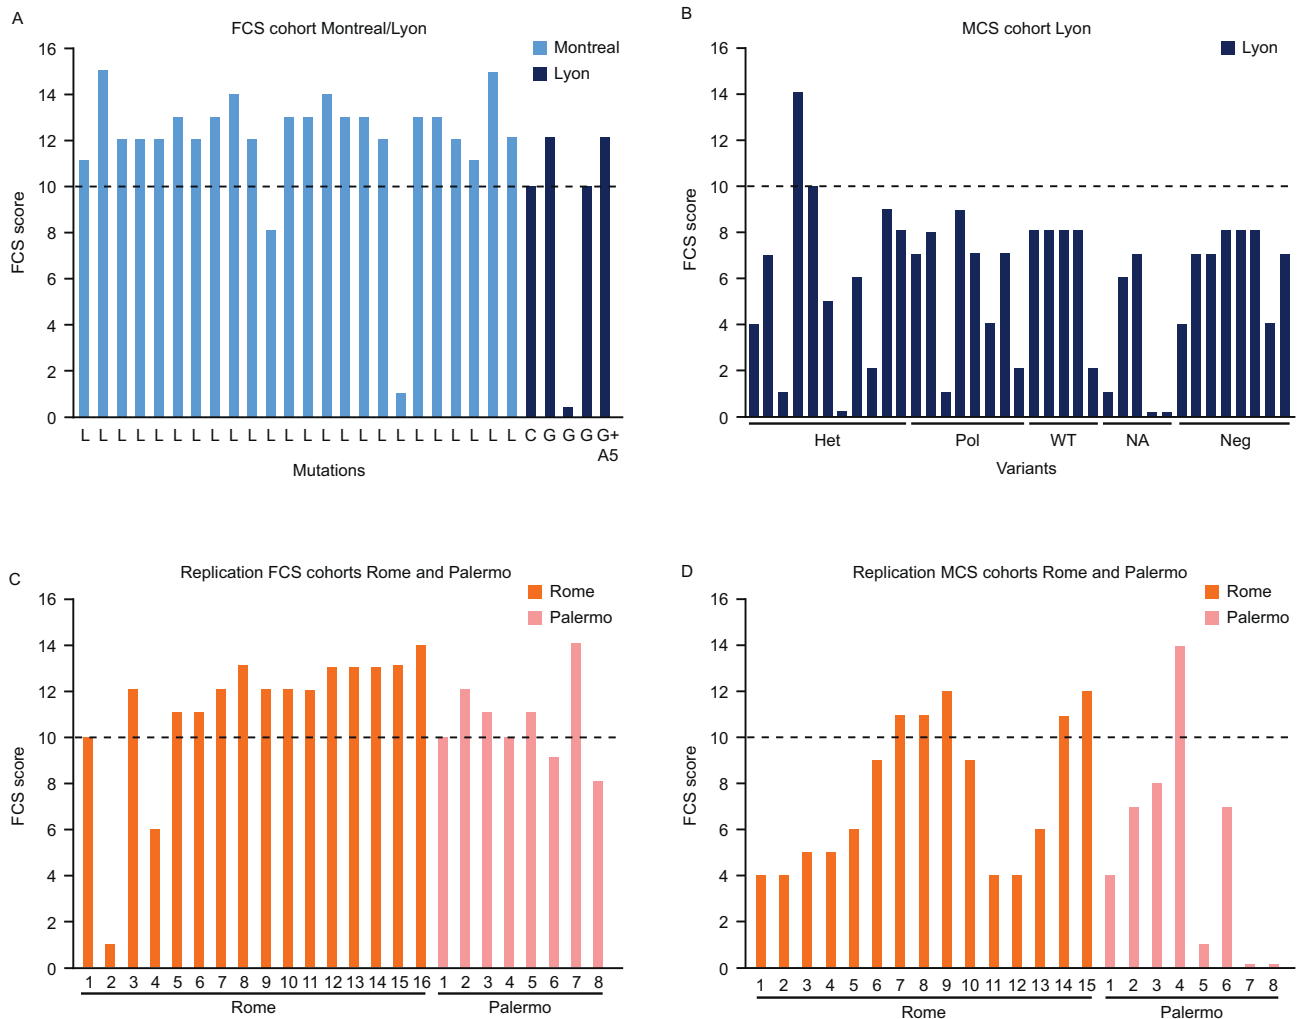 A
FCS cohort Montreal/Lyon
Montreal
Lyon
16
14
12
10
8
6
4
2
0
FCS score
L L L L L L L L L L L L L L L L L L L L L L L L C G G G G+
A5
Mutations
B
MCS cohort Lyon
Lyon
16
14
12
10
8
6
4
2
0
FCS score
Het Pol WT NA Neg
Variants
C
Replication FCS cohorts Rome and Palermo
Rome
Palermo
16
14
12
10
8
6
4
2
0
FCS score
1 2 3 4 5 6 7 8 9 10 11 12 13 14 15 16 1 2 3 4 5 6 7 8
Rome Palermo
D
Replication MCS cohorts Rome and Palermo
Rome
Palermo
16
14
12
10
8
6
4
2
0
FCS score
1 2 3 4 5 6 7 8 9 10 11 12 13 14 15 1 2 3 4 5 6 7 8
Rome Palermo